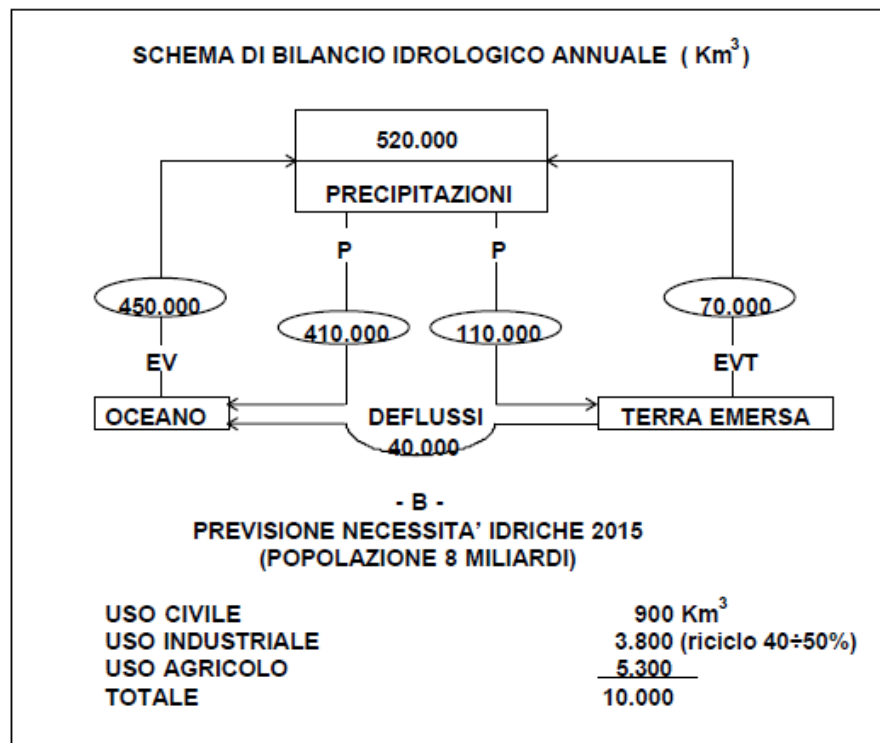 SCHEMA DI BILANCIO IDROLOGICO ANNUALE ( Km³)
520.000
PRECIPITAZIONI
P P
450.000 70.000
410.000 110.000
EV EVT
OCEANO DEFLUSSI TERRA EMERSA
40.000
- B -
PREVISIONE NECESSITA’ IDRICHE 2015
(POPOLAZIONE 8 MILIARDI)
USO CIVILE 900 Km³
USO INDUSTRIALE 3.800 (riciclo 40÷50%)
USO AGRICOLO 5.300
TOTALE 10.000